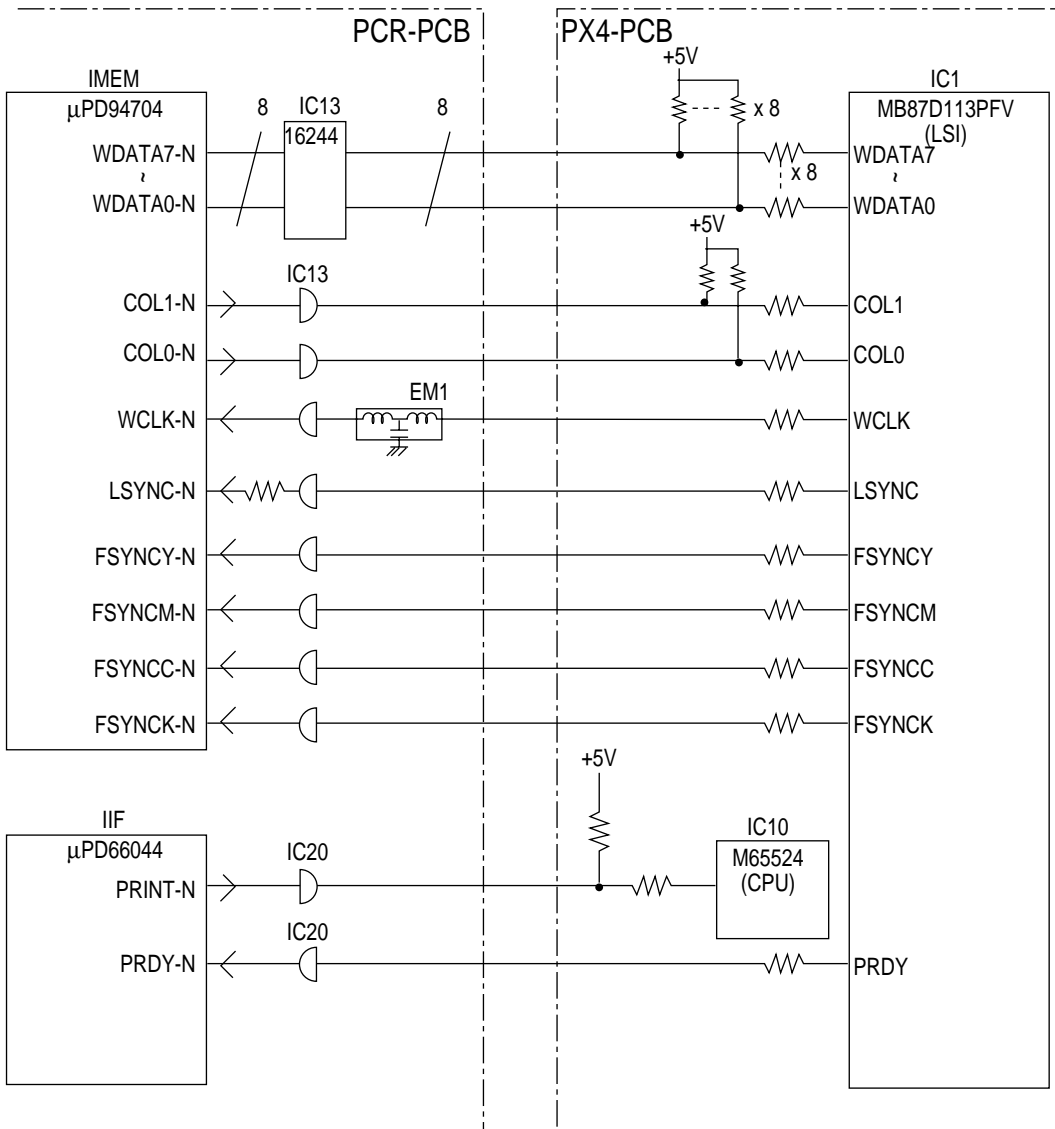 PCR-PCB
PX4-PCB
+5V
IMEM
IC1
μPD94704
8
IC13
8
x 8
MB87D113PFV
(LSI)
16244
WDATA7-N
WDATA7
~
x 8
~
WDATA0-N
WDATA0
+5V
IC13
COL1-N
COL1
COL0-N
COL0
EM1
WCLK-N
WCLK
LSYNC-N
LSYNC
FSYNCY-N
FSYNCY
FSYNCM-N
FSYNCM
FSYNCC-N
FSYNCC
FSYNCK-N
FSYNCK
+5V
IIF
IC10
μPD66044
IC20
M65524
(CPU)
PRINT-N
IC20
PRDY-N
PRDY